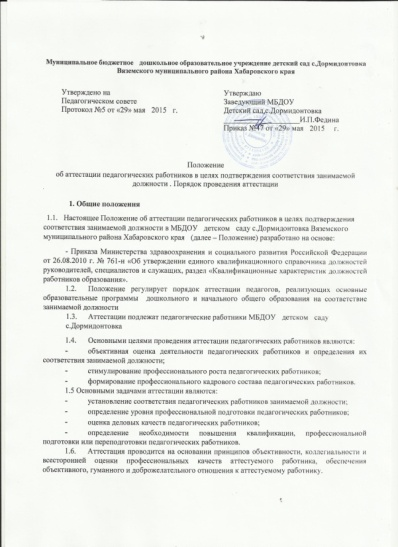 Муниципальное бюджетное дошкольное образовательное учреждение детский сад с.Дормидонтовка
Вяземского муниципального района Хабаровского края
Утверждено на
Педагогическом совете
Протокол №5 от «29» мая 2015 г.
Утверждаю
Заведующий МБДОУ
Детский сад с.Дормидонтовка
И.П.Федина
Приказ №47 от «29» мая 2015 г.
Положение
об аттестации педагогических работников в целях подтверждения соответствия занимаемой
должности . Порядок проведения аттестации
1. Общие положения
1.1. Настоящее Положение об аттестации педагогических работников в целях подтверждения
соответствия занимаемой должности в МБДОУ детском саду с.Дормидонтовка Вяземского
муниципального района Хабаровского края (далее – Положение) разработано на основе:
- Приказа Министерства здравоохранения и социального развития Российской Федерации
от 26.08.2010 г. № 761-н «Об утверждении единого квалификационного справочника должностей
руководителей, специалистов и служащих, раздел «Квалификационные характеристик должностей
работников образования».
1.2. Положение регулирует порядок аттестации педагогов, реализующих основные
образовательные программы дошкольного и начального общего образования на соответствие
занимаемой должности
1.3. Аттестации подлежат педагогические работники МБДОУ детском саду
с.Дормидонтовка
1.4. Основными целями проведения аттестации педагогических работников являются:
- объективная оценка деятельности педагогических работников и определения их
соответствия занимаемой должности;
- стимулирование профессионального роста педагогических работников;
- формирование профессионального кадрового состава педагогических работников.
1.5 Основными задачами аттестации являются:
- установление соответствия педагогических работников занимаемой должности;
- определение уровня профессиональной подготовки педагогических работников;
- оценка деловых качеств педагогических работников;
- определение необходимости повышения квалификации, профессиональной
подготовки или переподготовки педагогических работников.
1.6. Аттестация проводится на основании принципов объективности, коллегиальности и
всесторонней оценки профессиональных качеств аттестуемого работника, обеспечения
объективного, гуманного и доброжелательного отношения к аттестуемому работнику.